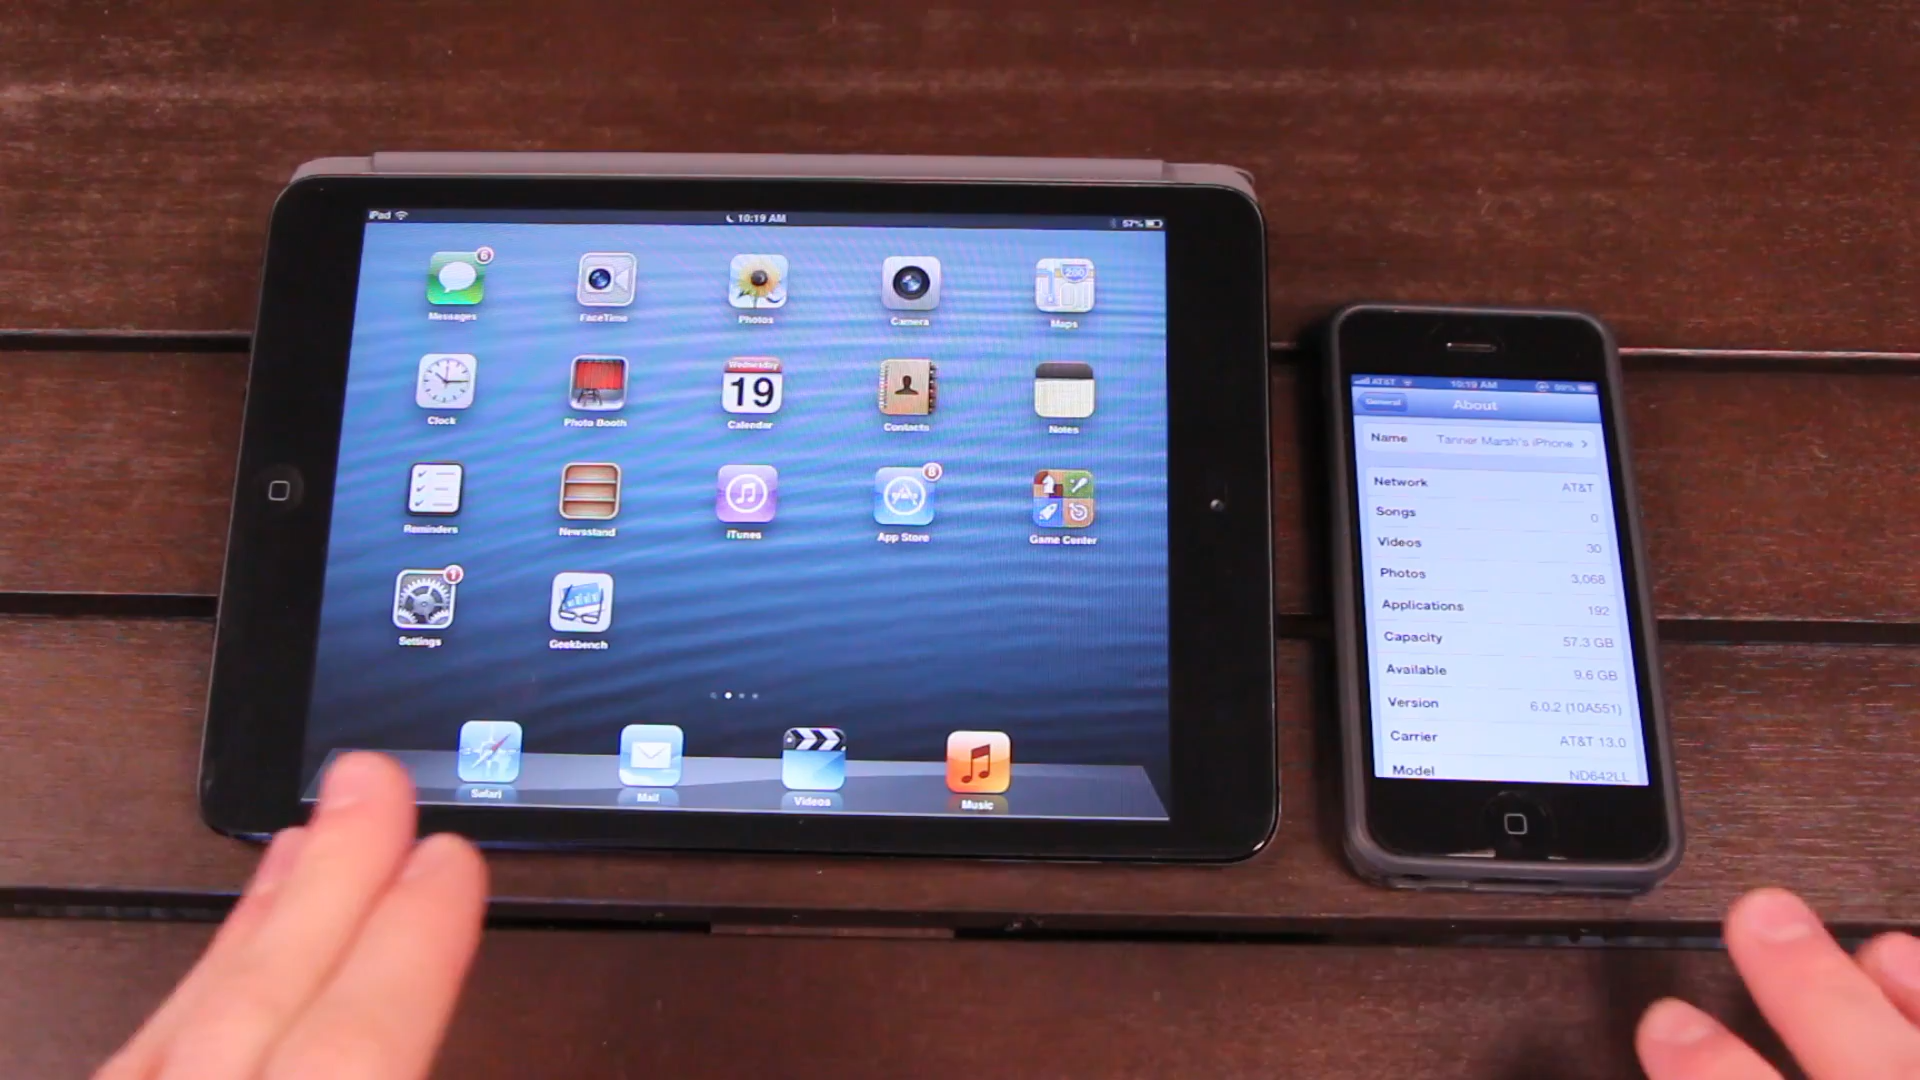 iPad 10:19 AM 57%
6
Messages FaceTime Photos Camera Maps
Wednesday
19
Clock Photo Booth Calendar Contacts Notes
8
Reminders Newsstand iTunes App Store Game Center
1
Settings Geekbench
Safari Mail Videos Music
AT&T 10:19 AM
General About
Name Tanner Marsh's iPhone
Network AT&T
Songs 0
Videos 30
Photos 3,068
Applications 192
Capacity 57.3 GB
Available 9.6 GB
Version 6.0.2 (10A551)
Carrier AT&T 13.0
Model ND642LL